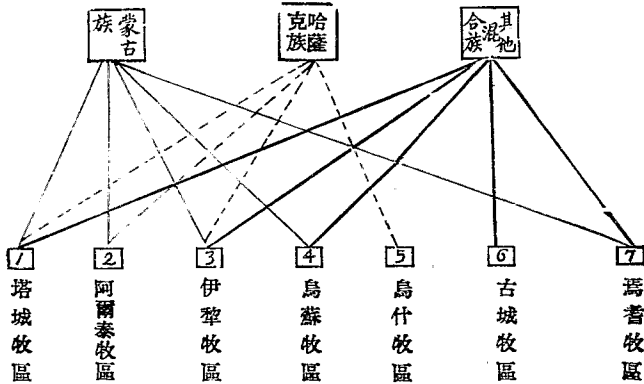 蒙古族
哈薩克族
其他混合族
1
2
3
4
5
6
7
塔城牧區
阿爾泰牧區
伊犂牧區
烏蘇牧區
烏什牧區
古城牧區
焉耆牧區